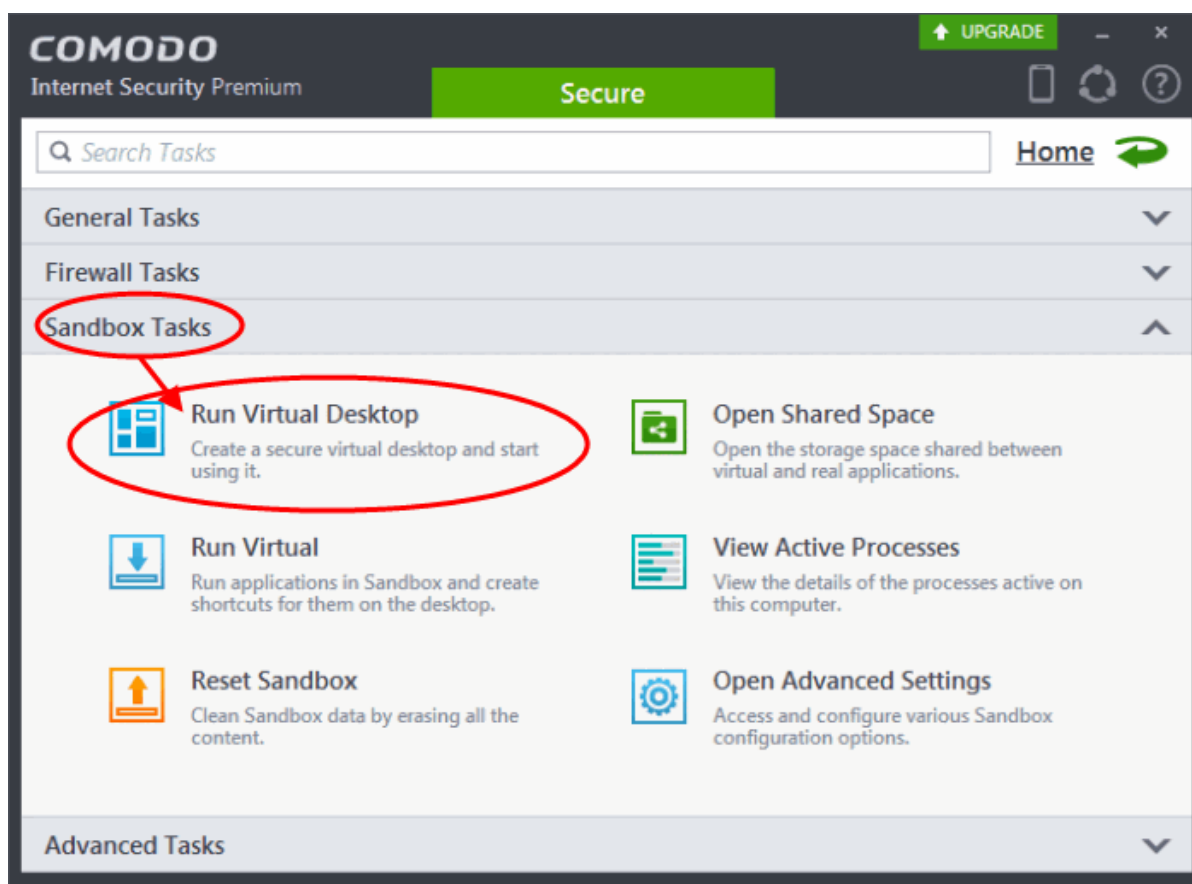 COMODO
UPGRADE
Internet Security Premium
Secure
Search Tasks
Home
General Tasks
Firewall Tasks
Sandbox Tasks
Run Virtual Desktop
Create a secure virtual desktop and start
using it.
Open Shared Space
Open the storage space shared between
virtual and real applications.
Run Virtual
Run applications in Sandbox and create
shortcuts for them on the desktop.
View Active Processes
View the details of the processes active on
this computer.
Reset Sandbox
Clean Sandbox data by erasing all the
content.
Open Advanced Settings
Access and configure various Sandbox
configuration options.
Advanced Tasks